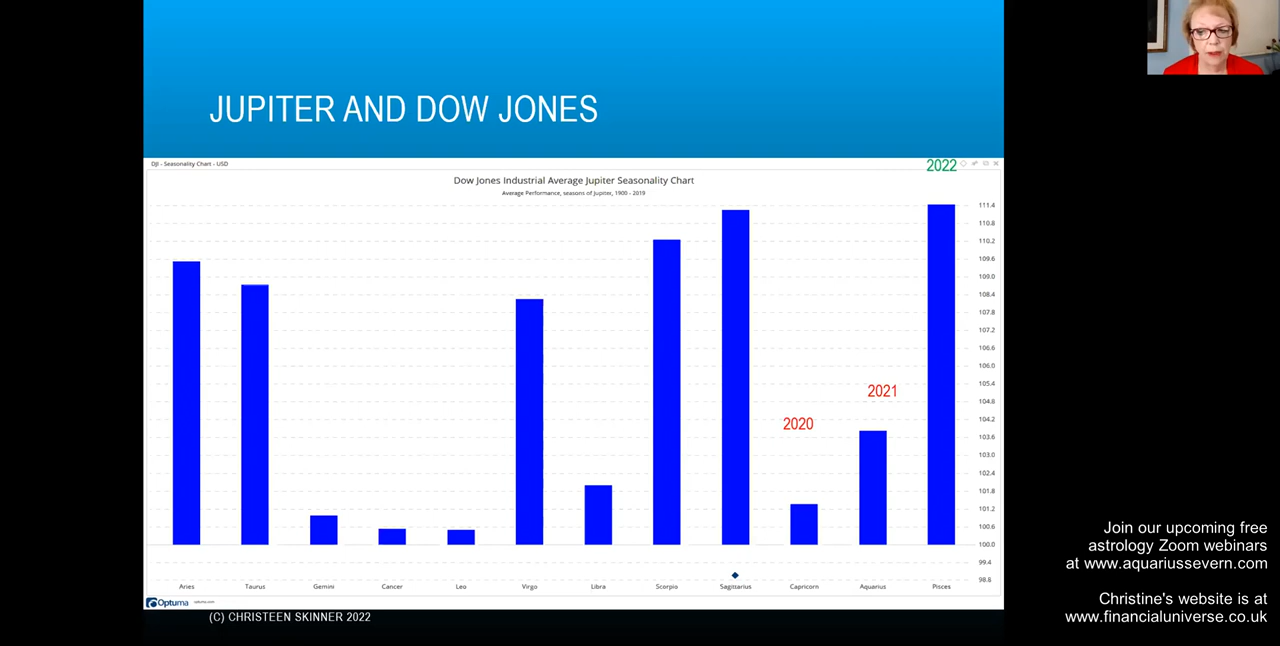 JUPITER AND DOW JONES
DJI - Seasonality Chart - USD
2022
Dow Jones Industrial Average Jupiter Seasonality Chart
Average Performance, seasons of Jupiter, 1900 - 2019
111.4
110.8
110.2
109.6
109.0
108.4
107.8
107.2
106.6
106.0
105.4
2021
104.8
104.2
2020
103.6
103.0
102.4
101.8
101.2
100.6
100.0
99.4
98.8
Aries Taurus Gemini Cancer Leo Virgo Libra Scorpio Sagittarius Capricorn Aquarius Pisces
Optuma optuma.com
(C) CHRISTEEN SKINNER 2022
Join our upcoming free
astrology Zoom webinars
at www.aquariussevern.com
Christine's website is at
www.financialuniverse.co.uk